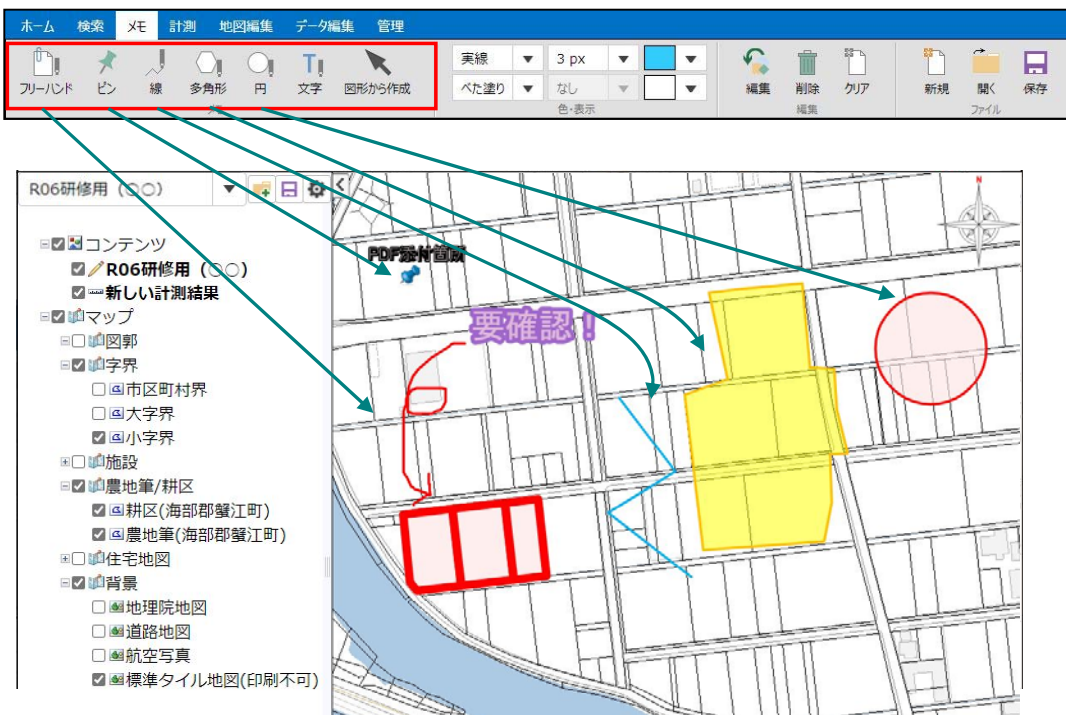 ホーム 検索 メモ 計測 地図編集 データ編集 管理
フリーハンド ピン 線 多角形 円 文字 図形から作成
メモ
実線 3 px
べた塗り なし
色・表示
編集 削除 クリア
編集
新規 開く 保存
ファイル
R06研修用（○○）
コンテンツ
R06研修用（○○）
新しい計測結果
マップ
図郭
字界
市区町村界
大字界
小字界
施設
農地筆/耕区
耕区(海部郡蟹江町)
農地筆(海部郡蟹江町)
住宅地図
背景
地理院地図
道路地図
航空写真
標準タイル地図(印刷不可)
N
PDF添付箇所
要確認！